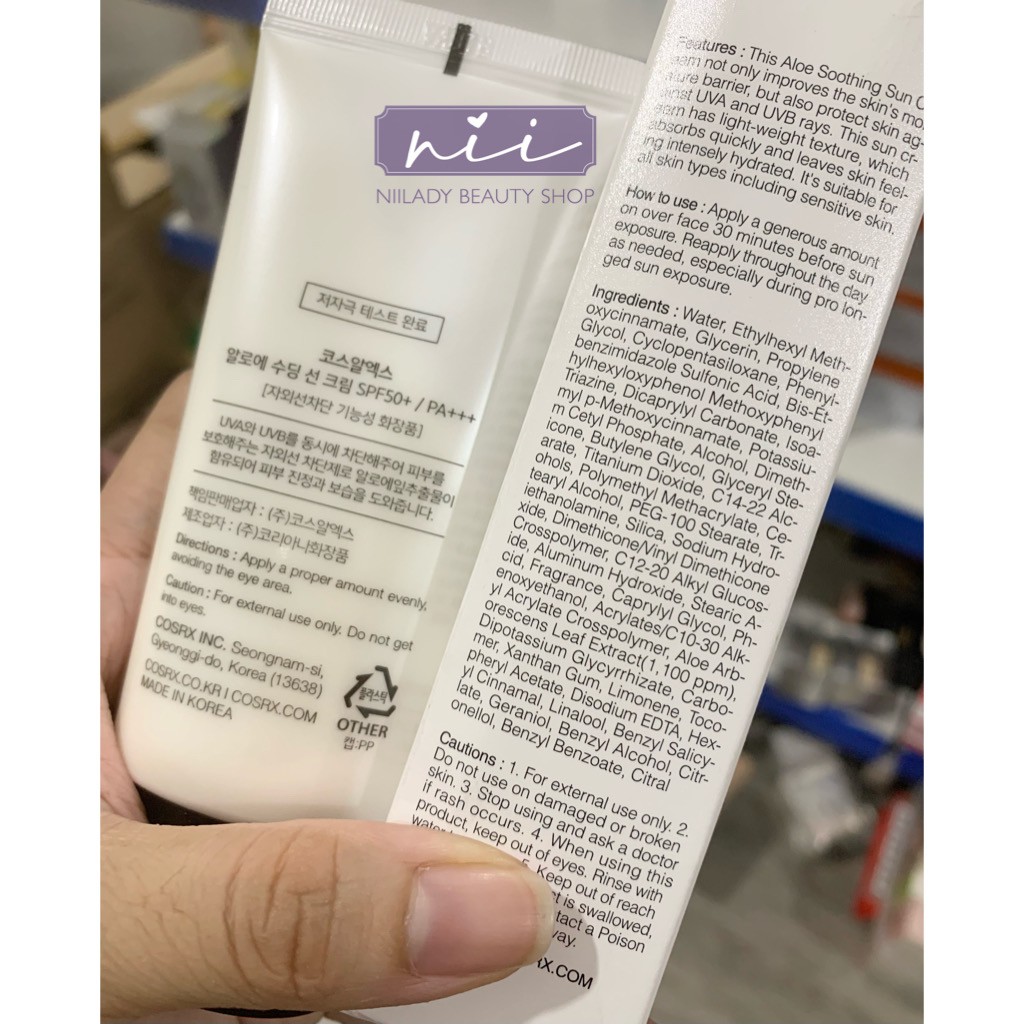 nii
NIILADY BEAUTY SHOP
저자극 테스트 완료
코스알엑스
알로에 수딩 선 크림 SPF50+ / PA+++
[자외선차단 기능성 화장품]
UVA와 UVB를 동시에 차단해주어 피부를
보호해주는 자외선 차단제로 알로에잎추출물이
함유되어 피부 진정과 보습을 도와줍니다.
책임판매업자 : (주)코스알엑스
제조업자 : (주)코리아나화장품
Directions : Apply a proper amount evenly,
avoiding the eye area.
Caution : For external use only. Do not get
into eyes.
COSRX INC. Seongnam-si,
Gyeonggi-do, Korea (13638)
COSRX.CO.KR I COSRX.COM
MADE IN KOREA
플라스틱
OTHER
캡:PP
Features : This Aloe Soothing Sun C
eam not only improves the skin's mo
ature barrier, but also protect skin ag-
ainst UVA and UVB rays. This sun cr-
eam has light-weight texture, which
absorbs quickly and leaves skin feel-
ing intensely hydrated. It's suitable for
all skin types including sensitive skin.
How to use : Apply a generous amount
on over face 30 minutes before sun
exposure. Reapply throughout the day
as needed, especially during pro lon-
ged sun exposure.
Ingredients : Water, Ethylhexyl Meth-
oxycinnamate, Glycerin, Propylene
Glycol, Cyclopentasiloxane, Phenyl-
benzimidazole Sulfonic Acid, Bis-Et-
hylhexyloxyphenol Methoxyphenyl
Triazine, Dicaprylyl Carbonate, Isoa-
myl p-Methoxycinnamate, Potassiu-
m Cetyl Phosphate, Alcohol, Dimeth-
icone, Butylene Glycol, Glyceryl Ste-
arate, Titanium Dioxide, C14-22 Alc-
ohols, Polymethyl Methacrylate, Ce-
tearyl Alcohol, PEG-100 Stearate, Tr-
iethanolamine, Silica, Sodium Hydro-
xide, Dimethicone/Vinyl Dimethicone
Crosspolymer, C12-20 Alkyl Glucos-
ide, Aluminum Hydroxide, Stearic A-
cid, Fragrance, Caprylyl Glycol, Ph-
enoxyethanol, Acrylates/C10-30 Alk-
yl Acrylate Crosspolymer, Aloe Arb-
orescens Leaf Extract(1,100 ppm),
Dipotassium Glycyrrhizate, Carbo-
mer, Xanthan Gum, Limonene, Toco-
pheryl Acetate, Disodium EDTA, Hex-
yl Cinnamal, Linalool, Benzyl Salicy-
late, Geraniol, Benzyl Alcohol, Citr-
onellol, Benzyl Benzoate, Citral
Cautions : 1. For external use only. 2.
Do not use on damaged or broken
skin. 3. Stop using and ask a doctor
if rash occurs. 4. When using this
product, keep out of eyes. Rinse with
5. Keep out of reach
is swallowed,
Poison
COM